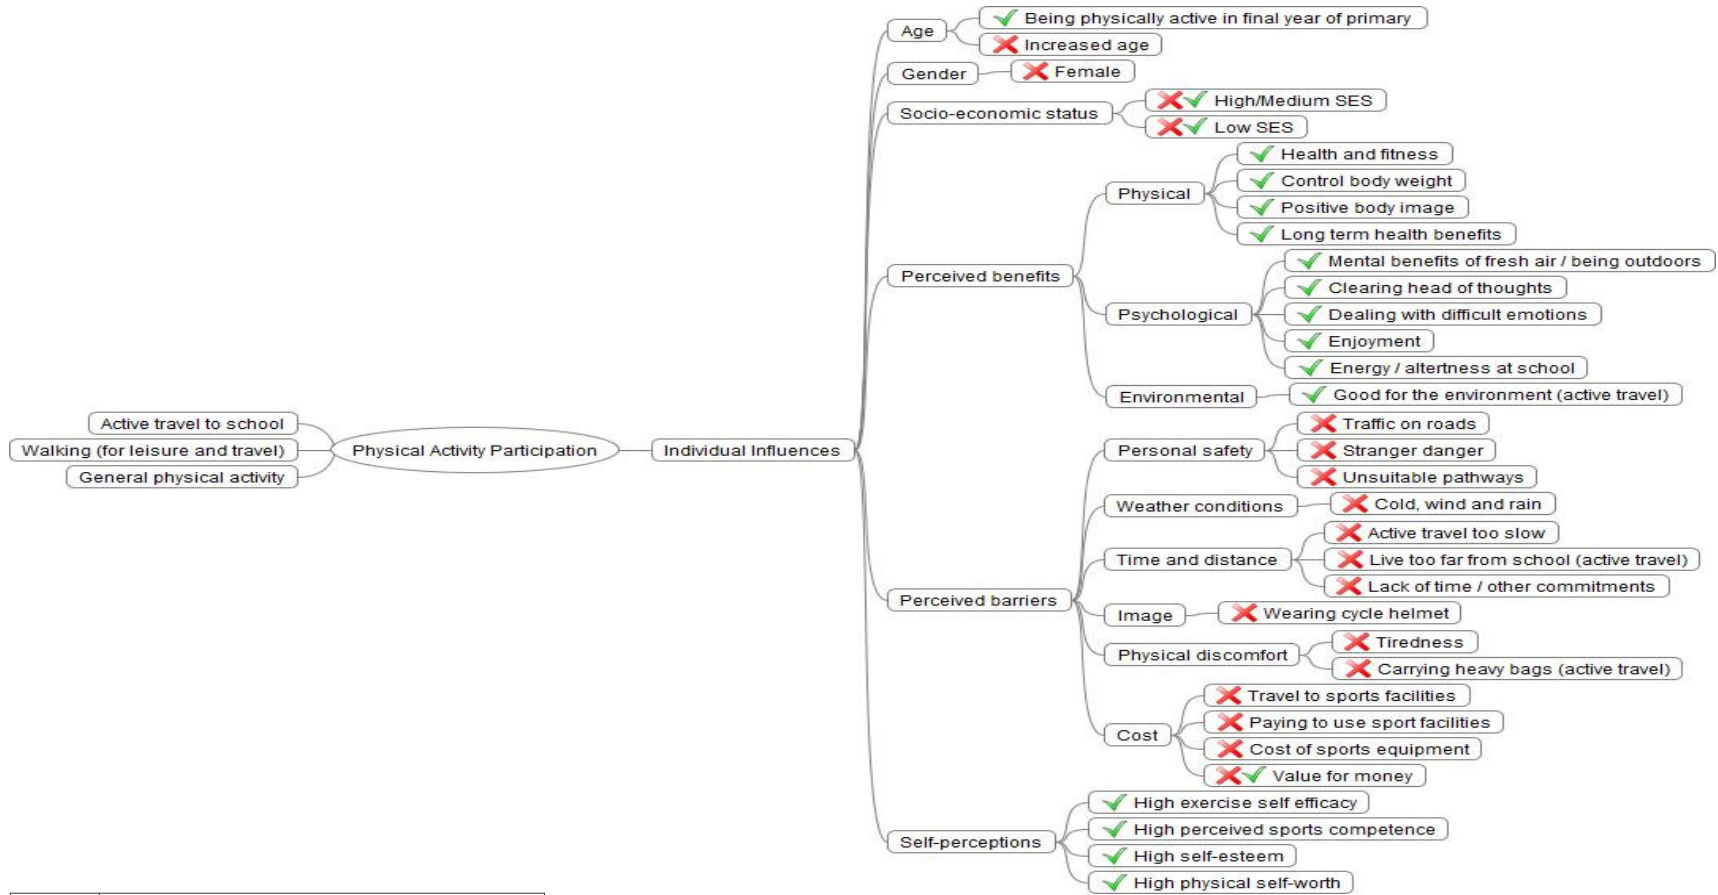 Active travel to school
Walking (for leisure and travel)
General physical activity
Physical Activity Participation
Individual Influences
Age
Being physically active in final year of primary
Increased age
Gender
Female
Socio-economic status
High/Medium SES
Low SES
Perceived benefits
Physical
Health and fitness
Control body weight
Positive body image
Long term health benefits
Psychological
Mental benefits of fresh air / being outdoors
Clearing head of thoughts
Dealing with difficult emotions
Enjoyment
Energy / altertness at school
Environmental
Good for the environment (active travel)
Perceived barriers
Personal safety
Traffic on roads
Stranger danger
Unsuitable pathways
Weather conditions
Cold, wind and rain
Time and distance
Active travel too slow
Live too far from school (active travel)
Lack of time / other commitments
Image
Wearing cycle helmet
Physical discomfort
Tiredness
Carrying heavy bags (active travel)
Cost
Travel to sports facilities
Paying to use sport facilities
Cost of sports equipment
Value for money
Self-perceptions
High exercise self efficacy
High perceived sports competence
High self-esteem
High physical self-worth